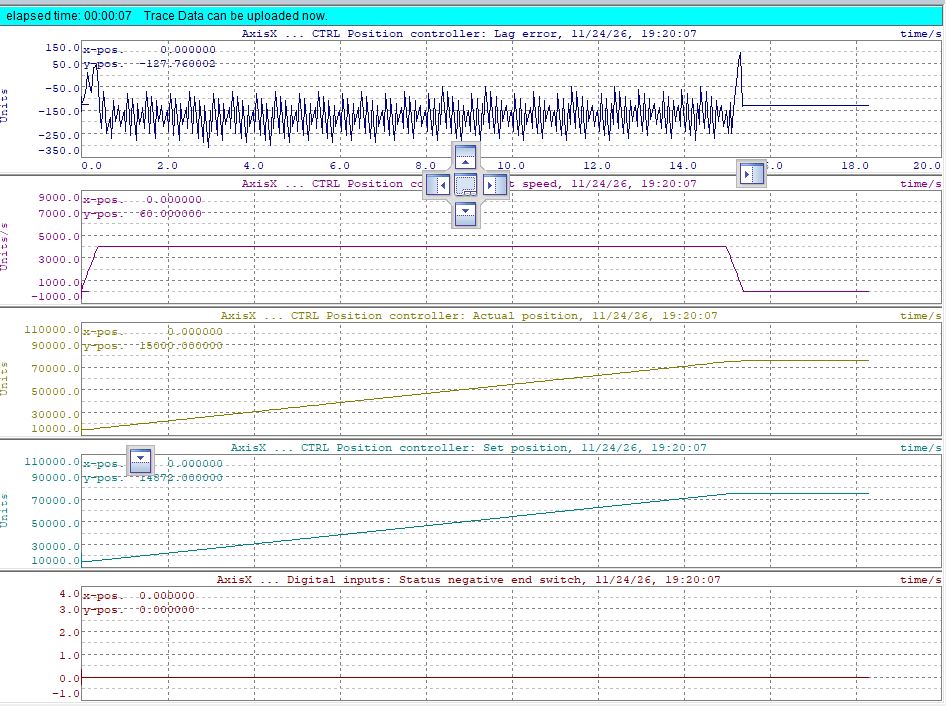 elapsed time: 00:00:07 Trace Data can be uploaded now.
AxisX ... CTRL Position controller: Lag error, 11/24/26, 19:20:07 time/s
150.0 x-pos. 0.000000
50.0 y-pos. -127.760002
-50.0
-150.0
-250.0
-350.0
Units
0.0 2.0 4.0 6.0 8.0 10.0 12.0 14.0 18.0 20.0
AxisX ... CTRL Position speed, 11/24/26, 19:20:07 time/s
9000.0 x-pos. 0.000000
7000.0 y-pos. 60.000000
5000.0
3000.0
1000.0
-1000.0
Units/s
AxisX ... CTRL Position controller: Actual position, 11/24/26, 19:20:07 time/s
110000.0 x-pos. 0.000000
90000.0 y-pos. 15000.000000
70000.0
50000.0
30000.0
10000.0
Units
AxisX ... CTRL Position controller: Set position, 11/24/26, 19:20:07 time/s
110000.0 x-pos. 0.000000
90000.0 y-pos. 14872.000000
70000.0
50000.0
30000.0
10000.0
Units
AxisX ... Digital inputs: Status negative end switch, 11/24/26, 19:20:07 time/s
4.0 x-pos. 0.000000
3.0 y-pos. 0.000000
2.0
1.0
0.0
-1.0